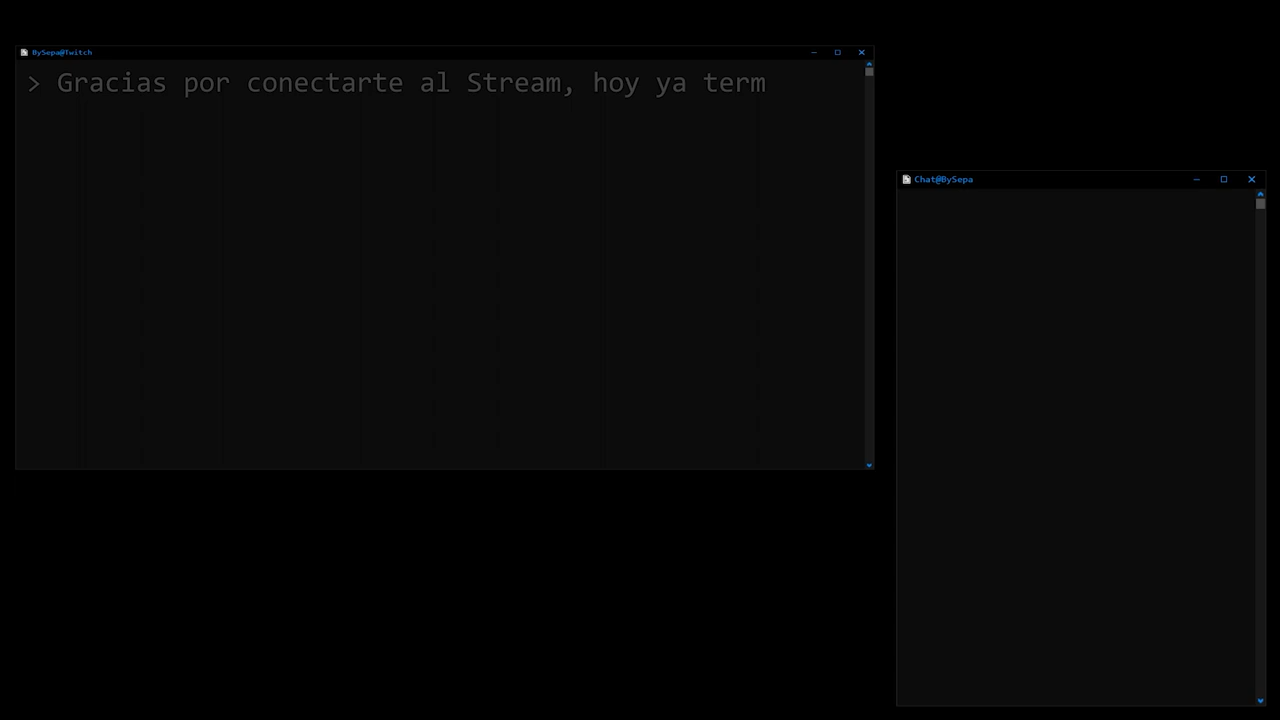 BySepa@Twitch
> Gracias por conectarte al Stream, hoy ya term
Chat@BySepa